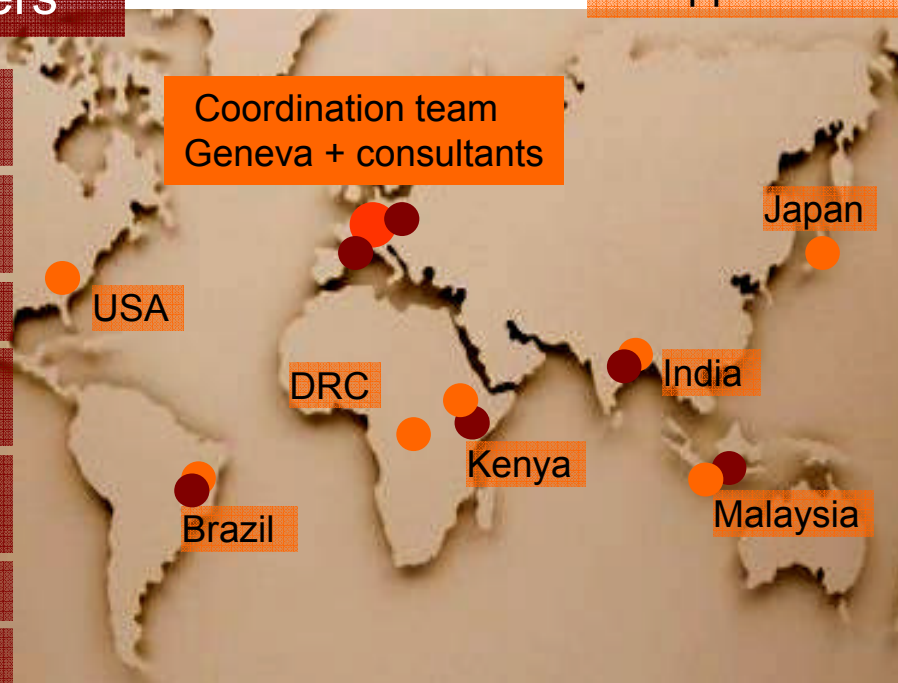 Coordination team
Geneva + consultants
Japan
USA
India
DRC
Kenya
Malaysia
Brazil